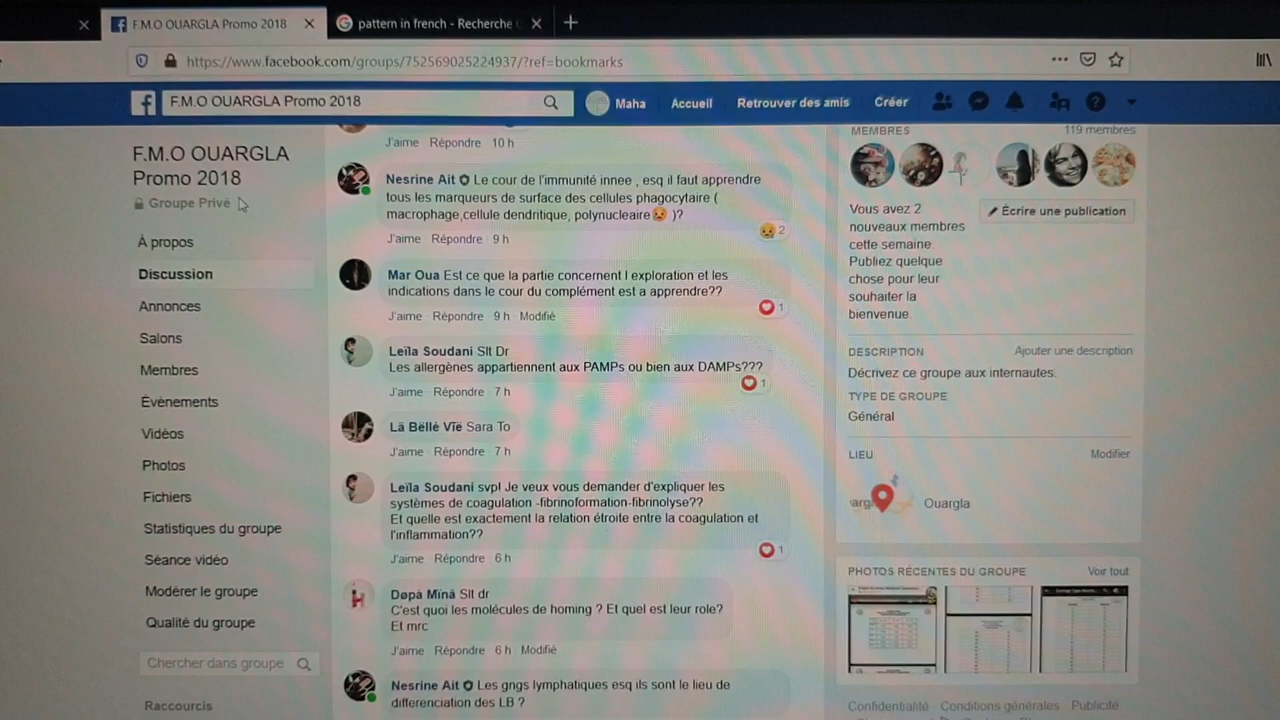 F.M.O OUARGLA Promo 2018
pattern in french - Recherche
https://www.facebook.com/groups/752569025224937/?ref=bookmarks
F.M.O OUARGLA Promo 2018
Maha Accueil Retrouver des amis Créer
F.M.O OUARGLA
Promo 2018
Groupe Privé
À propos
Discussion
Annonces
Salons
Membres
Évènements
Vidéos
Photos
Fichiers
Statistiques du groupe
Séance vidéo
Modérer le groupe
Qualité du groupe
Chercher dans groupe
Raccourcis
J'aime Répondre 10 h
Nesrine Ait Le cour de l'immunité innee , esq il faut apprendre
tous les marqueurs de surface des cellules phagocytaire (
macrophage,cellule dendritique, polynucleaire😥 )?
2
J'aime Répondre 9 h
Mar Oua Est ce que la partie concernent l exploration et les
indications dans le cour du complément est a apprendre??
1
J'aime Répondre 9 h Modifié
Leïla Soudani Slt Dr
Les allergènes appartiennent aux PAMPs ou bien aux DAMPs???
1
J'aime Répondre 7 h
Lä Bëllë Vïe Sara To
J'aime Répondre 7 h
Leïla Soudani svpl Je veux vous demander d'expliquer les
systèmes de coagulation -fibrinoformation-fibrinolyse??
Et quelle est exactement la relation étroite entre la coagulation et
l'inflammation??
1
J'aime Répondre 6 h
Døpà Mïnà Slt dr
C'est quoi les molécules de homing ? Et quel est leur role?
Et mrc
J'aime Répondre 6 h Modifié
Nesrine Ait Les gngs lymphatiques esq ils sont le lieu de
differenciation des LB ?
MEMBRES 119 membres
Vous avez 2
nouveaux membres
cette semaine.
Publiez quelque
chose pour leur
souhaiter la
bienvenue.
Écrire une publication
DESCRIPTION Ajouter une description
Décrivez ce groupe aux internautes.
TYPE DE GROUPE
Général
LIEU Modifier
Ouargla
PHOTOS RÉCENTES DU GROUPE Voir tout
Confidentialité · Conditions générales · Publicité